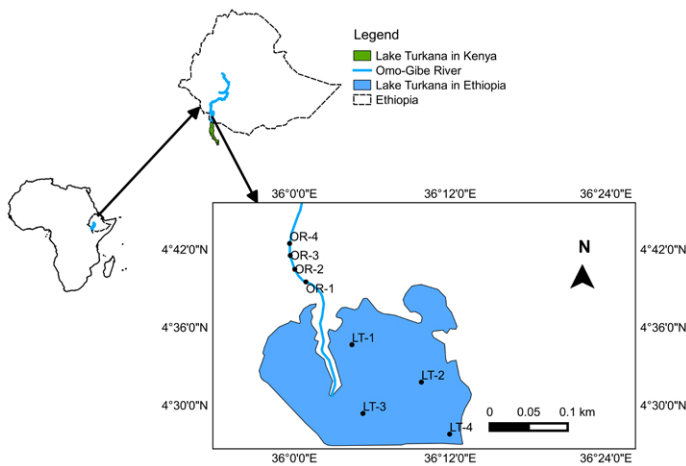 Legend
Lake Turkana in Kenya
Omo-Gibe River
Lake Turkana in Ethiopia
Ethiopia
36°0'0"E 36°12'0"E 36°24'0"E
4°42'0"N OR-4 N 4°42'0"N
OR-3
OR-2
OR-1
4°36'0"N 4°36'0"N
LT-1
LT-2
4°30'0"N LT-3 0 0.05 0.1 km 4°30'0"N
LT-4
36°0'0"E 36°12'0"E 36°24'0"E